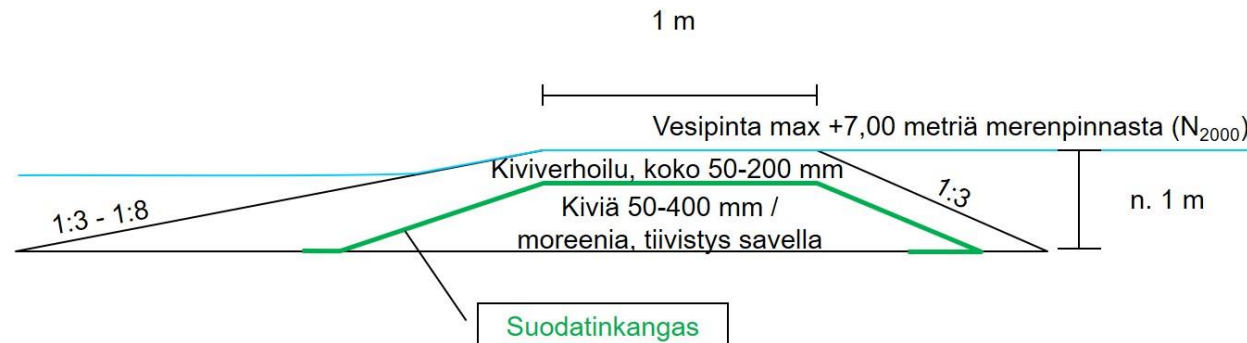 1 m
Vesipinta max +7,00 metriä merenpinnasta (N2000)
Kiviverhoilu, koko 50-200 mm
1:3 - 1:8
1:3
n. 1 m
Kiviä 50-400 mm /
moreenia, tiivistys savella
Suodatinkangas